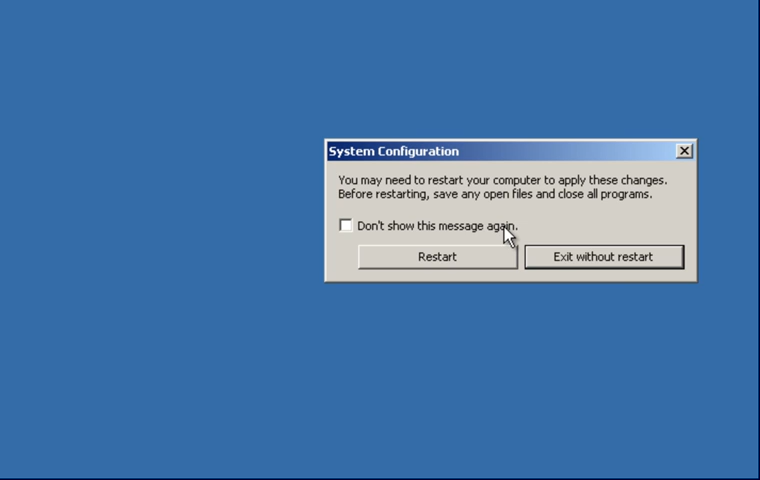 System Configuration
You may need to restart your computer to apply these changes.
Before restarting, save any open files and close all programs.
Don't show this message again.
Restart
Exit without restart